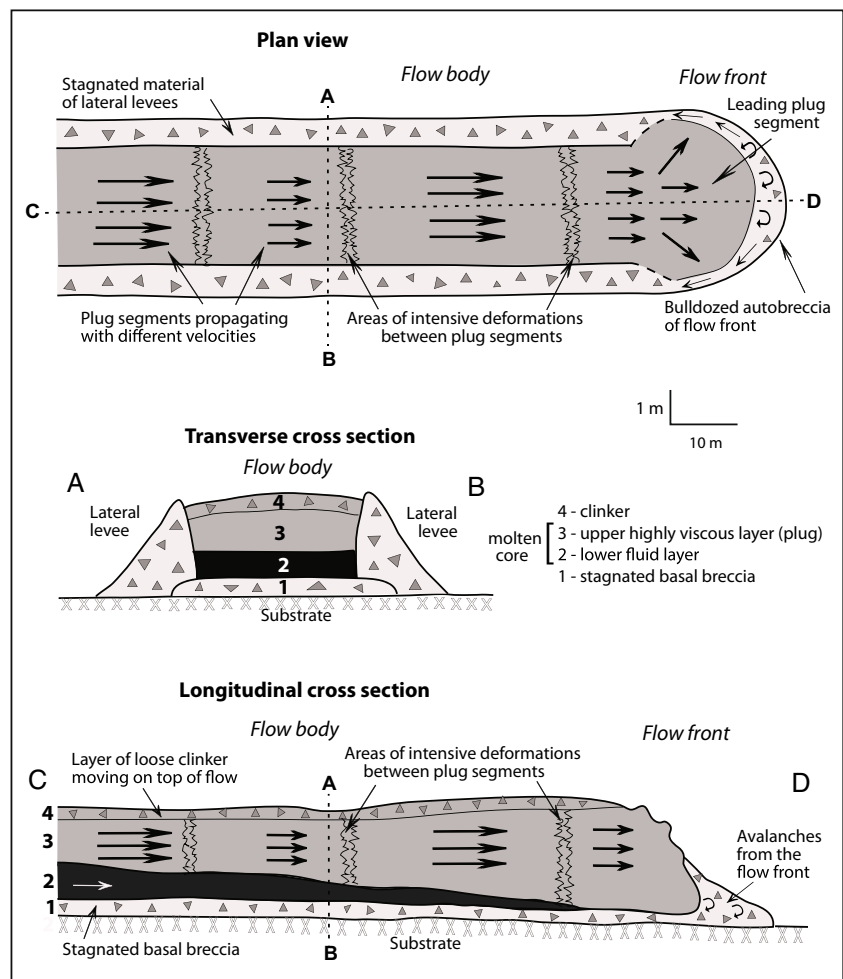 Plan view
Flow body
Flow front
Stagnated material
of lateral levees
A
Leading plug
segment
C
D
Plug segments propagating
with different velocities
Areas of intensive deformations
between plug segments
Bulldozed autobreccia
of flow front
B
1 m
10 m
Transverse cross section
Flow body
A
B
Lateral
levee
Lateral
levee
4
3
2
1
Substrate
4 - clinker
molten
core
3 - upper highly viscous layer (plug)
2 - lower fluid layer
1 - stagnated basal breccia
Longitudinal cross section
Flow body
Flow front
C
D
Layer of loose clinker
moving on top of flow
A
Areas of intensive deformations
between plug segments
4
3
2
1
Avalanches
from the
flow front
Stagnated basal breccia
B
Substrate